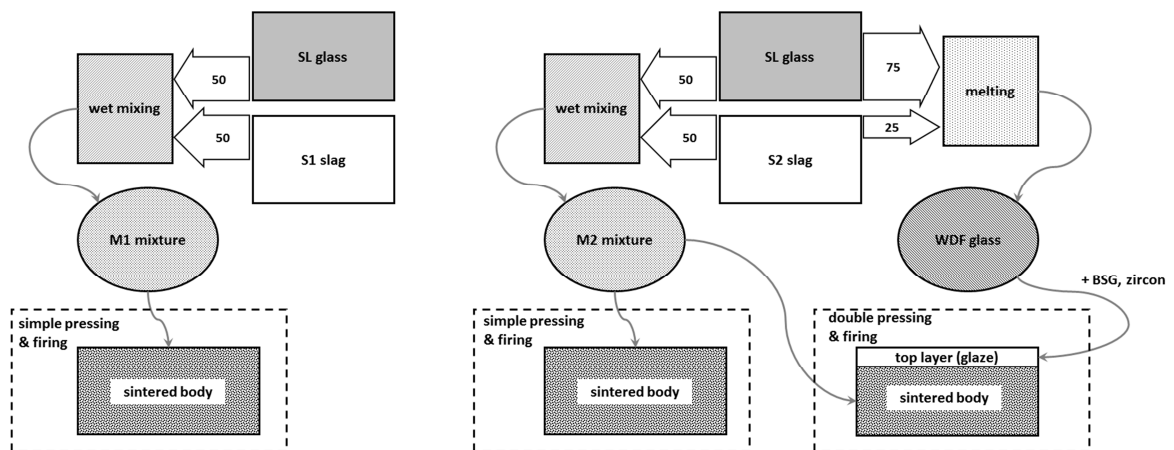 SL glass
50
wet mixing
50
S1 slag
M1 mixture
simple pressing
& firing
sintered body
SL glass
50
75
wet mixing
melting
50
25
S2 slag
M2 mixture
WDF glass
+ BSG, zircon
simple pressing
& firing
sintered body
double pressing
& firing
top layer (glaze)
sintered body